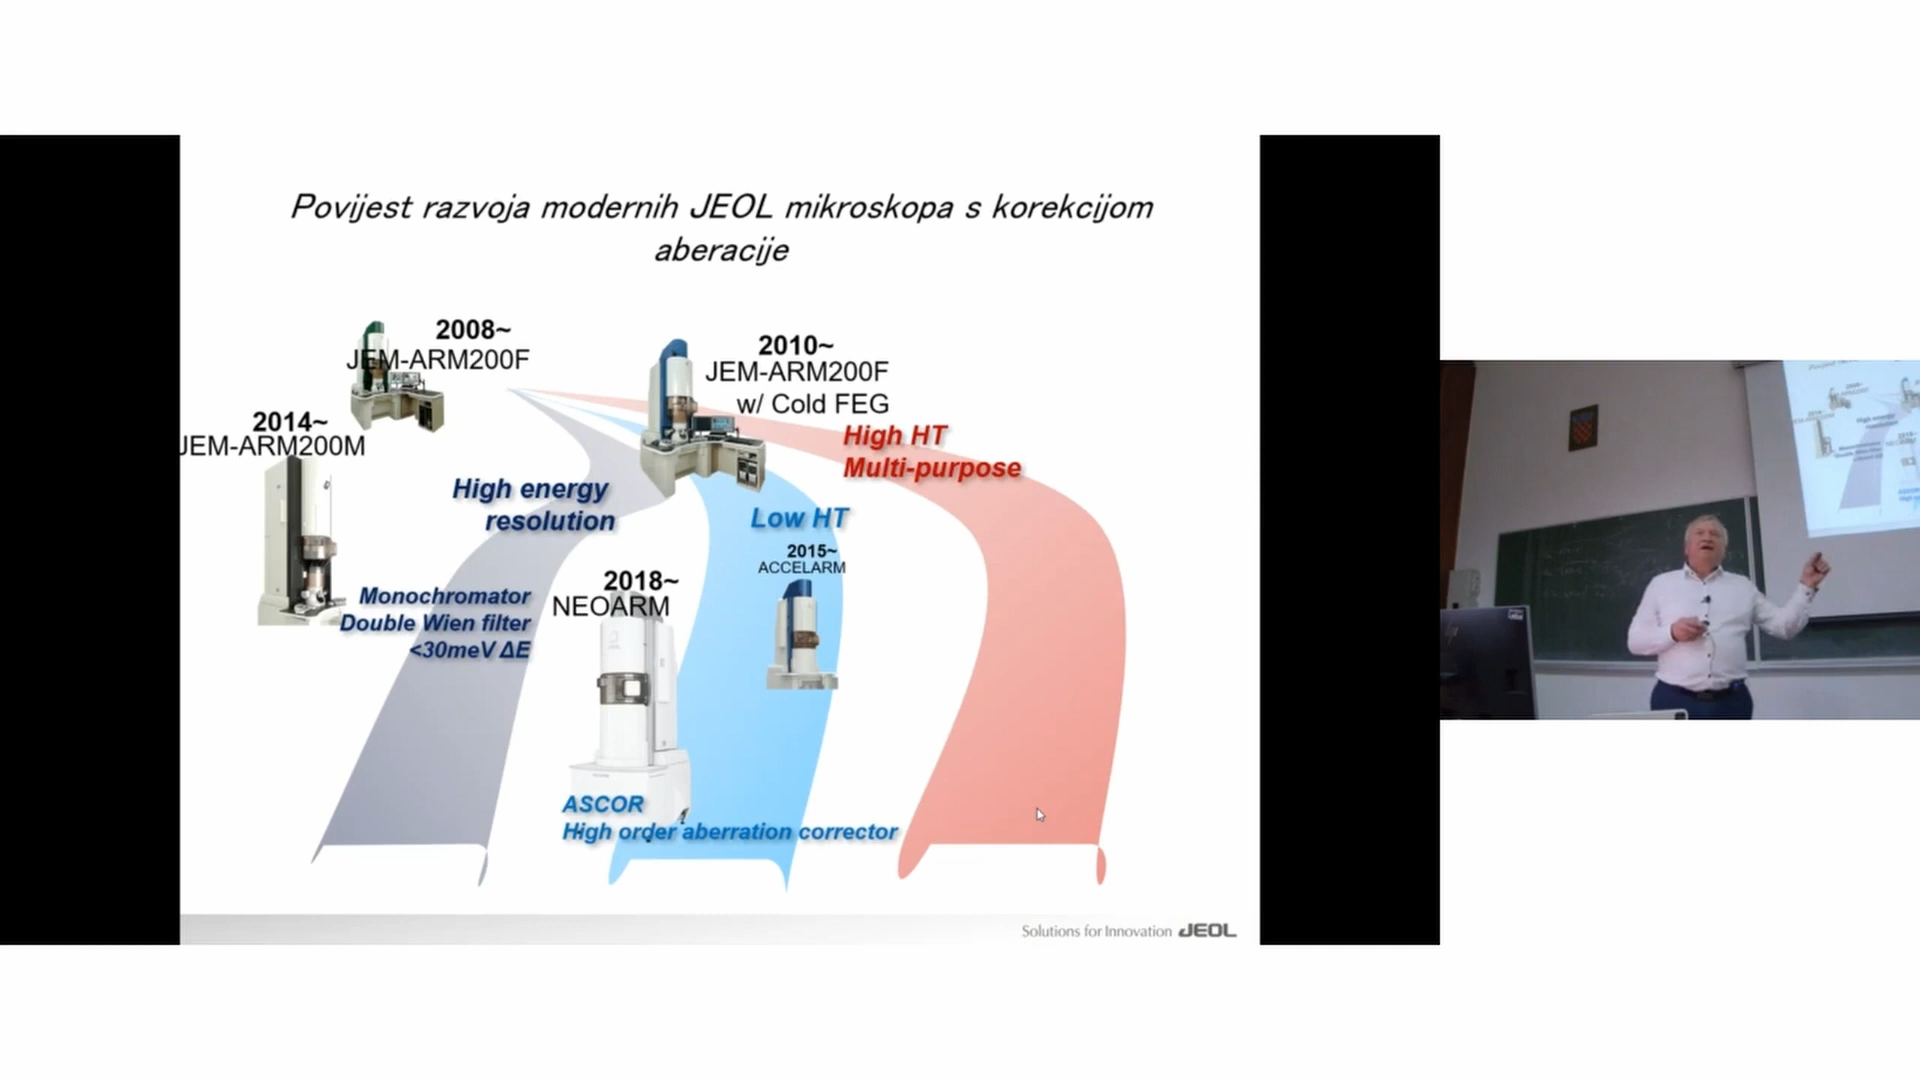 Povijest razvoja modernih JEOL mikroskopa s korekcijom
aberacije
2008~
JEM-ARM200F
2010~
JEM-ARM200F
w/ Cold FEG
2014~
JEM-ARM200M
High HT
Multi-purpose
High energy
resolution
Low HT
2015~
ACCELARM
2018~
NEOARM
Monochromator
Double Wien filter
<30meV ΔE
ASCOR
High order aberration corrector
Solutions for Innovation JEOL